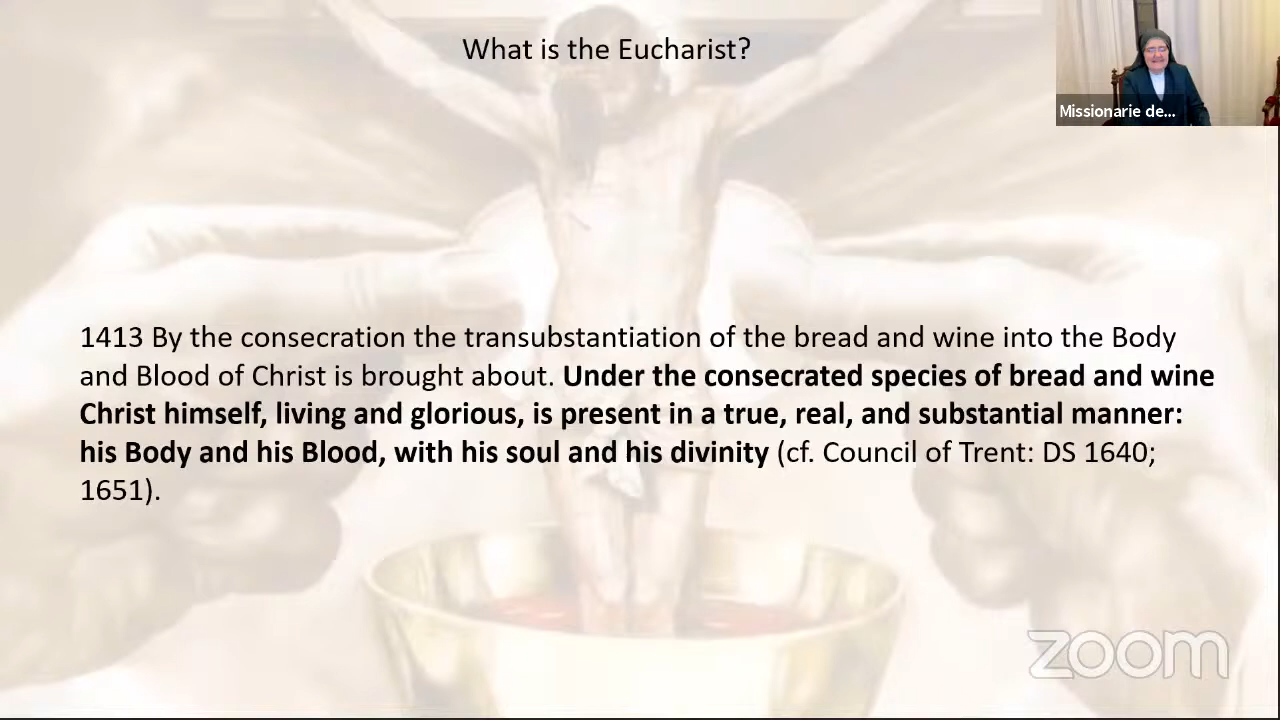 What is the Eucharist?
Missionarie de...
1413 By the consecration the transubstantiation of the bread and wine into the Body
and Blood of Christ is brought about. Under the consecrated species of bread and wine
Christ himself, living and glorious, is present in a true, real, and substantial manner:
his Body and his Blood, with his soul and his divinity (cf. Council of Trent: DS 1640;
1651).
zoom